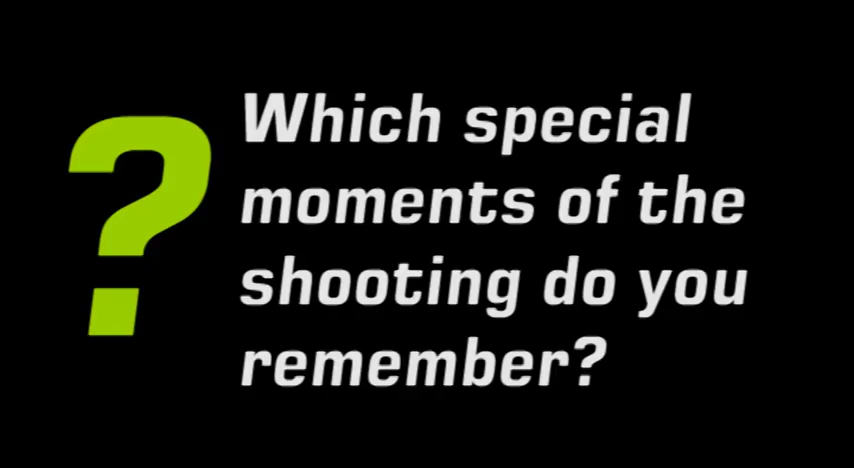 ?
Which special
moments of the
shooting do you
remember?